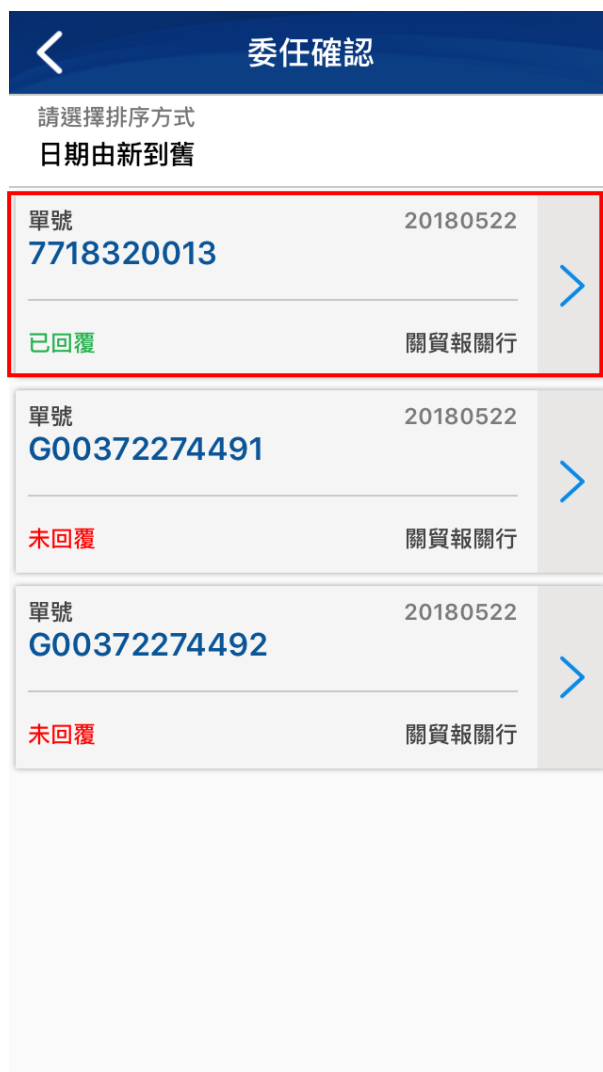 委任確認
請選擇排序方式
日期由新到舊
單號 20180522
7718320013
已回覆 關貿報關行
單號 20180522
G00372274491
未回覆 關貿報關行
單號 20180522
G00372274492
未回覆 關貿報關行